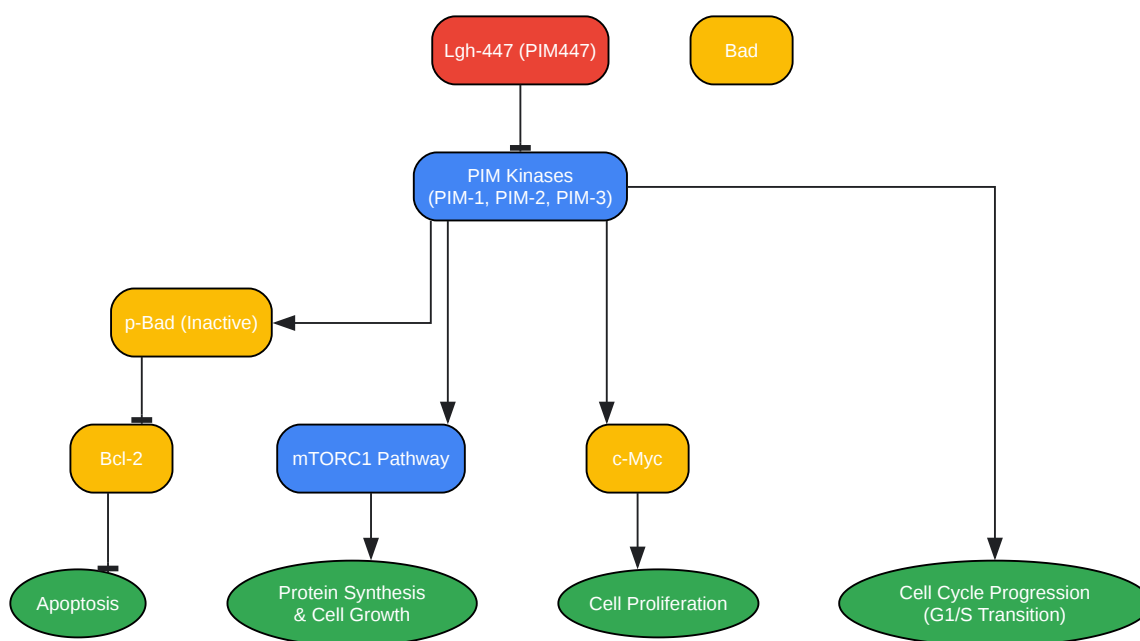 Lgh-447 (PIM447)
Bad
PIM Kinases
(PIM-1, PIM-2, PIM-3)
p-Bad (Inactive)
Bcl-2
mTORC1 Pathway
c-Myc
Apoptosis
Protein Synthesis
& Cell Growth
Cell Proliferation
Cell Cycle Progression
(G1/S Transition)